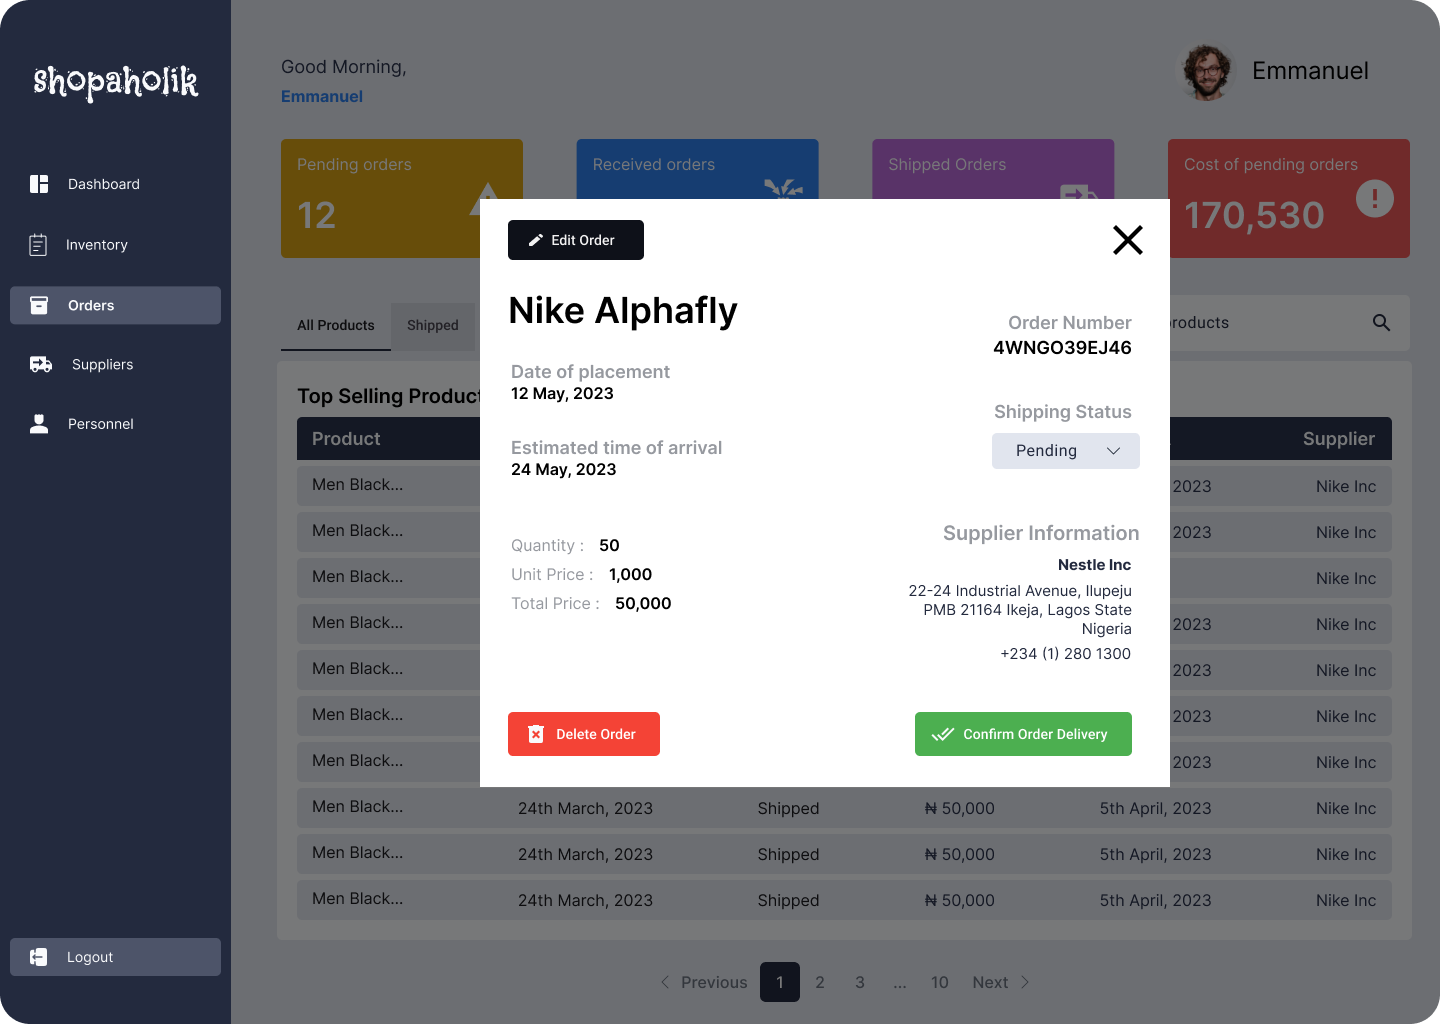 shopaholik
Dashboard
Inventory
Orders
Suppliers
Personnel
Logout
Good Morning,
Emmanuel
Emmanuel
Pending orders
12
Received orders
Shipped Orders
Cost of pending orders
170,530
All Products
Shipped
products
Top Selling Product
Product
Supplier
Men Black... 2023 Nike Inc
Men Black... 2023 Nike Inc
Men Black... Nike Inc
Men Black... 2023 Nike Inc
Men Black... 2023 Nike Inc
Men Black... 2023 Nike Inc
Men Black... 2023 Nike Inc
Men Black... 24th March, 2023 Shipped ₦ 50,000 5th April, 2023 Nike Inc
Men Black... 24th March, 2023 Shipped ₦ 50,000 5th April, 2023 Nike Inc
Men Black... 24th March, 2023 Shipped ₦ 50,000 5th April, 2023 Nike Inc
Previous 1 2 3 ... 10 Next
Edit Order
Nike Alphafly
Order Number
4WNGO39EJ46
Date of placement
12 May, 2023
Shipping Status
Pending
Estimated time of arrival
24 May, 2023
Quantity : 50
Unit Price : 1,000
Total Price : 50,000
Supplier Information
Nestle Inc
22-24 Industrial Avenue, Ilupeju
PMB 21164 Ikeja, Lagos State
Nigeria
+234 (1) 280 1300
Delete Order
Confirm Order Delivery